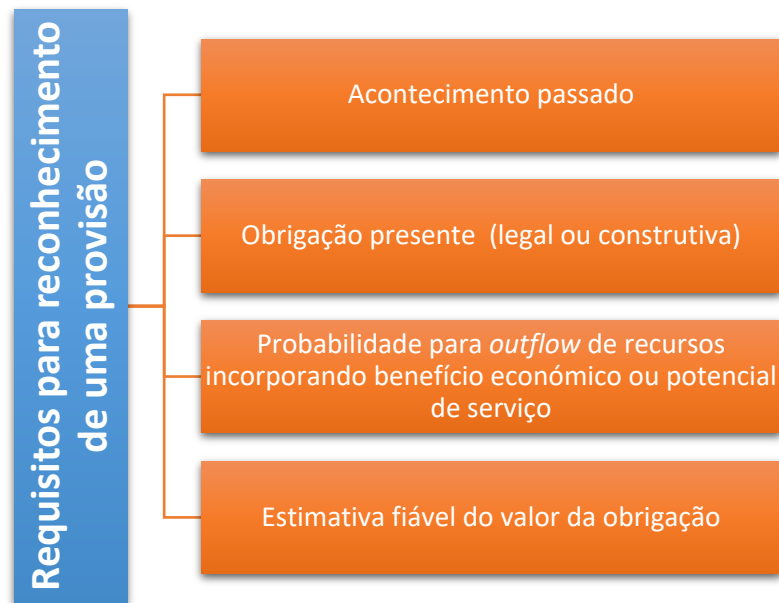 Requisitos para reconhecimento
de uma provisão
Acontecimento passado
Obrigação presente (legal ou construtiva)
Probabilidade para outflow de recursos
incorporando benefício económico ou potencial
de serviço
Estimativa fiável do valor da obrigação